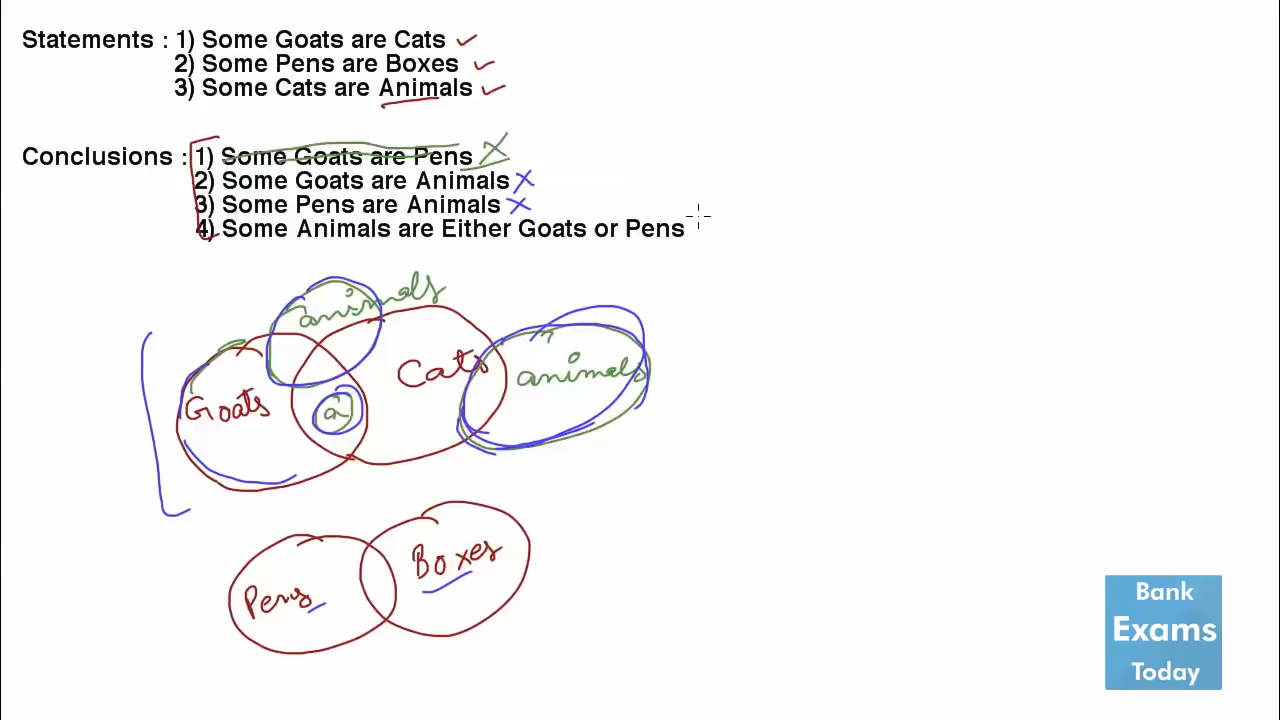 Statements : 1) Some Goats are Cats
2) Some Pens are Boxes
3) Some Cats are Animals
Conclusions : 1) Some Goats are Pens
2) Some Goats are Animals
3) Some Pens are Animals
4) Some Animals are Either Goats or Pens
animals
Goats
a
Cats
animals
Pens
Boxes
Bank
Exams
Today